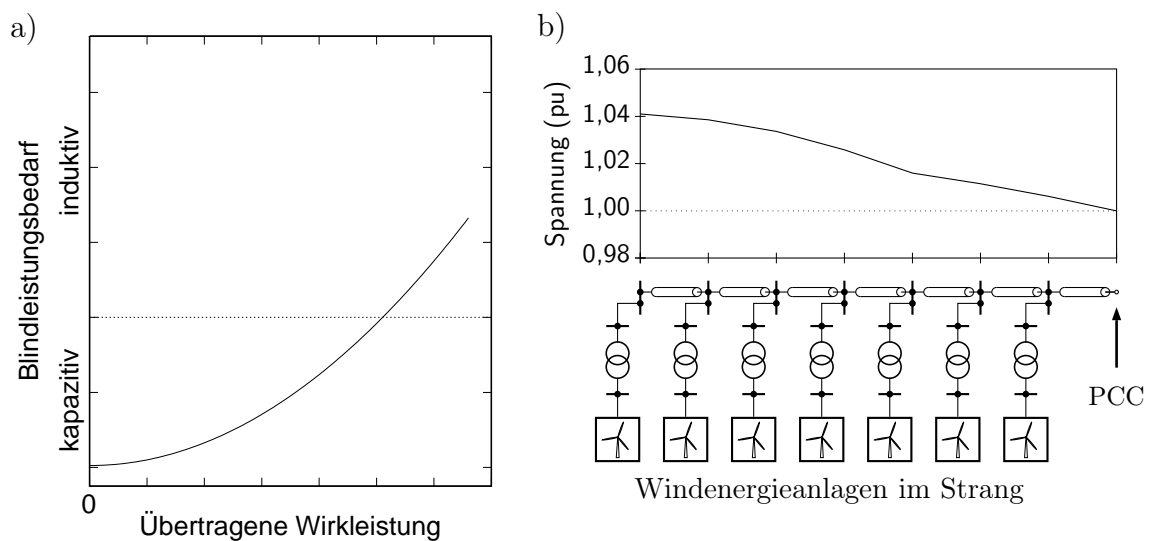 a)
Blindleistungsbedarf
kapazitiv
induktiv
0
Übertragene Wirkleistung
b)
Spannung (pu)
1,06
1,04
1,02
1,00
0,98
PCC
Windenergieanlagen im Strang